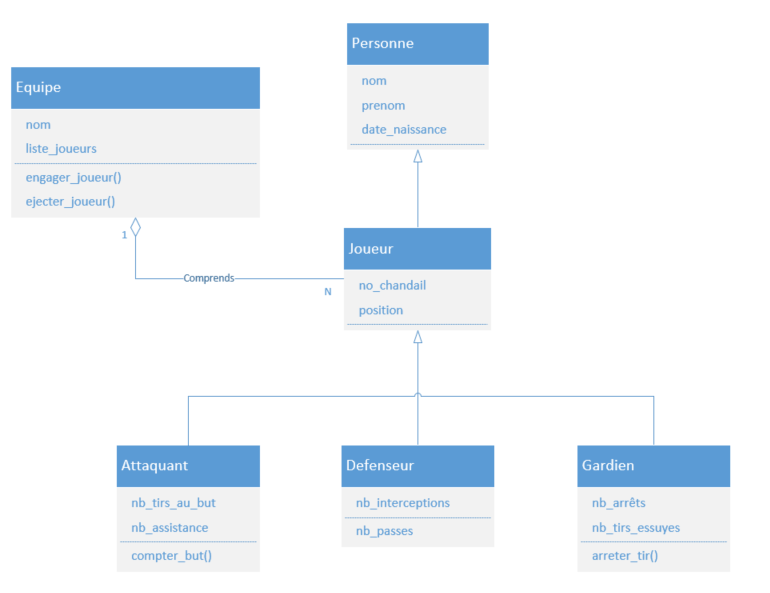 Personne
nom
prenom
date_naissance
Equipe
nom
liste_joueurs
engager_joueur()
ejecter_joueur()
1
Comprends
N
Joueur
no_chandail
position
Attaquant
nb_tirs_au_but
nb_assistance
compter_but()
Defenseur
nb_interceptions
nb_passes
Gardien
nb_arrêts
nb_tirs_essuyes
arreter_tir()